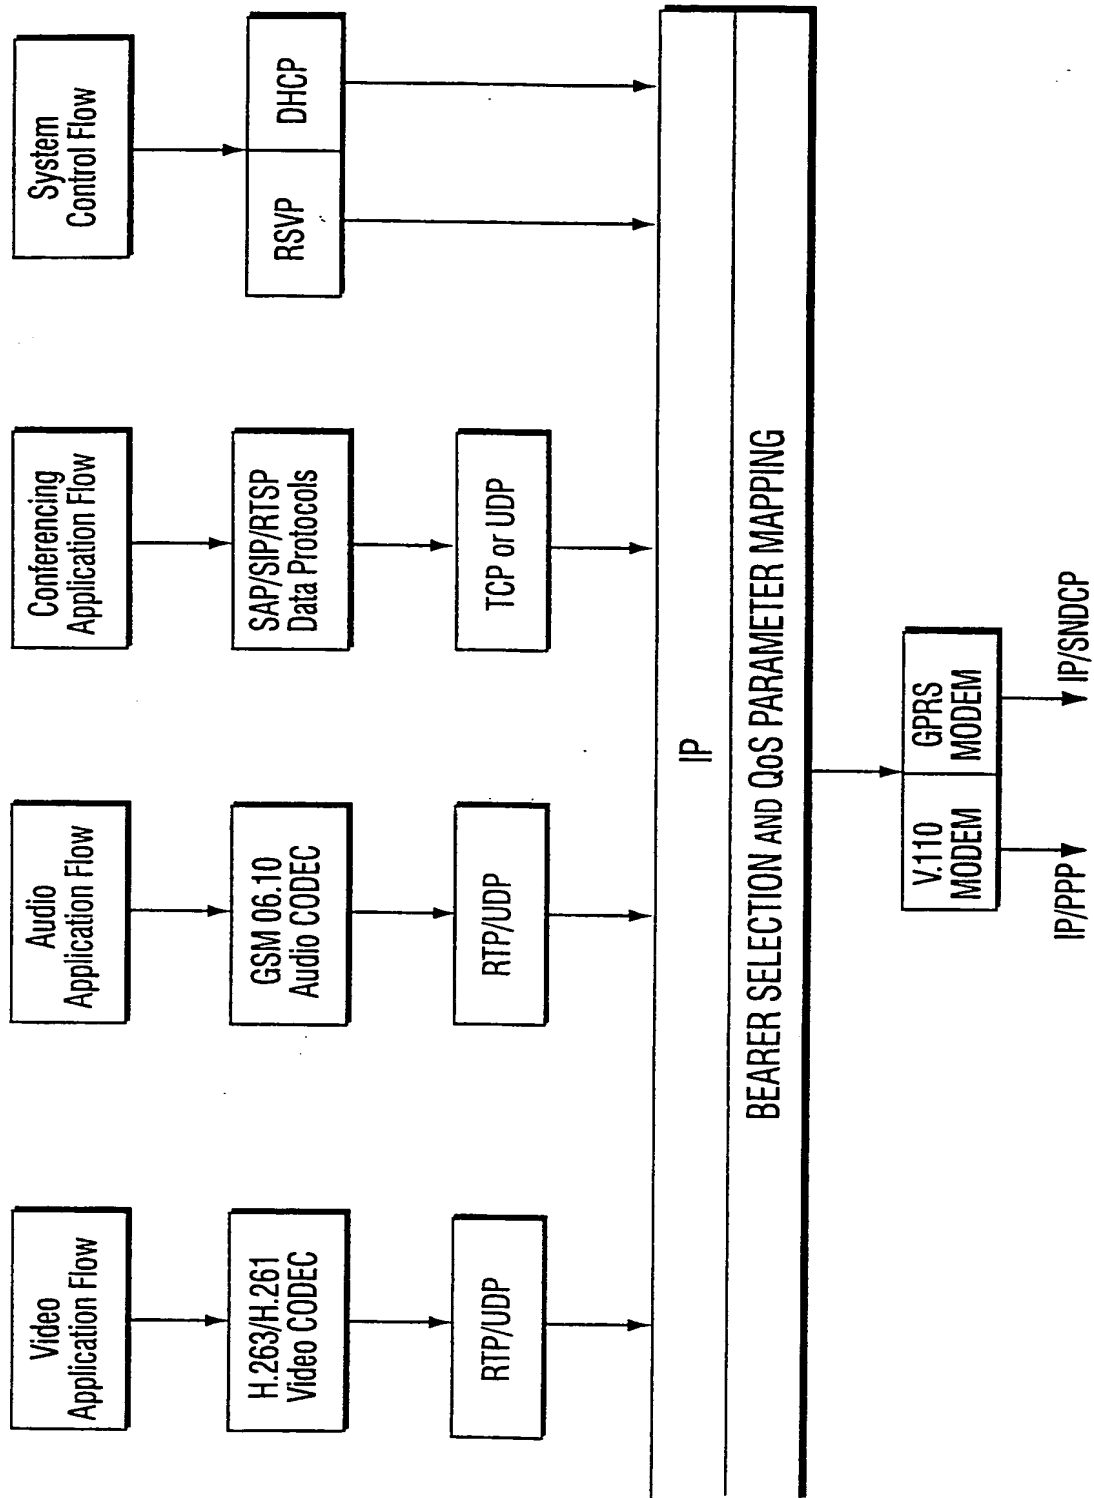 Video
Application Flow
H.263/H.261
Video CODEC
RTP/UDP
Audio
Application Flow
GSM 06.10
Audio CODEC
RTP/UDP
Conferencing
Application Flow
SAP/SIP/RTSP
Data Protocols
TCP or UDP
System
Control Flow
RSVP
DHCP
IP
BEARER SELECTION AND QoS PARAMETER MAPPING
V.110
MODEM
GPRS
MODEM
IP/PPP
IP/SNDCP